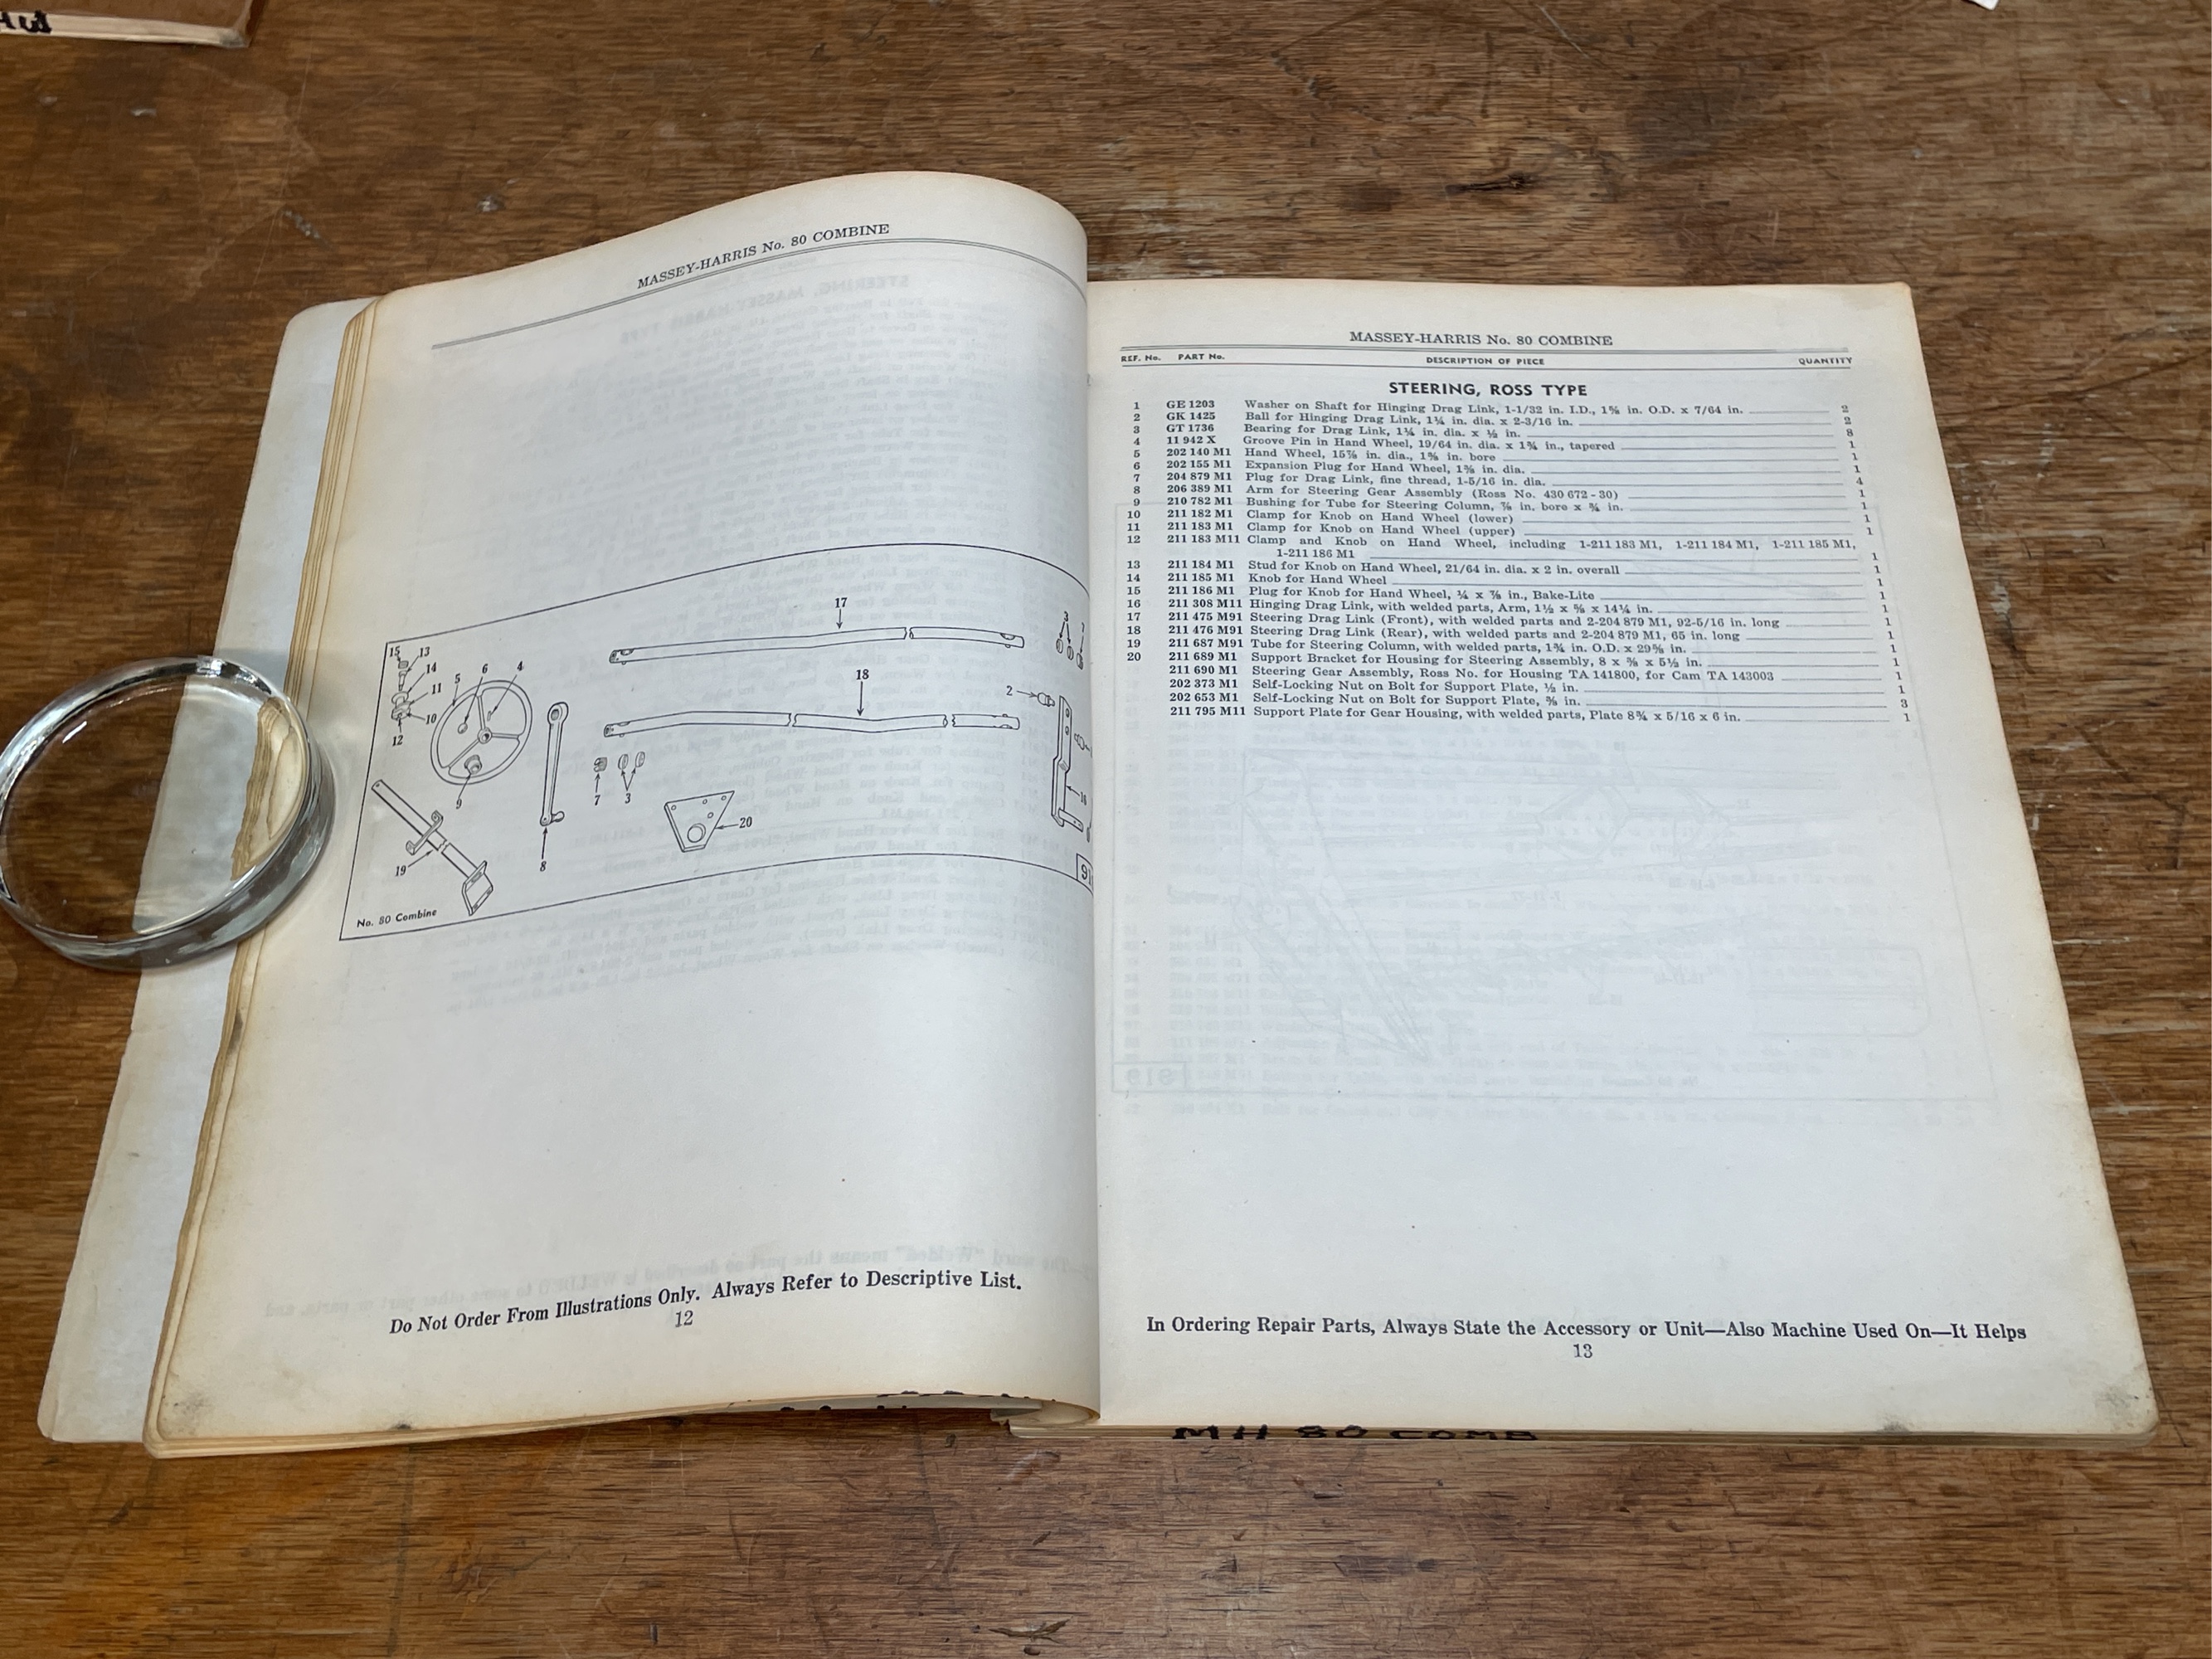 MASSEY-HARRIS No. 80 COMBINE
17
3
1
15
13
14
11
10
12
5
6
4
18
2
9
7
3
8
20
16
19
9
No. 80 Combine
Do Not Order From Illustrations Only. Always Refer to Descriptive List.
12
MASSEY-HARRIS No. 80 COMBINE
REF. No. PART No. DESCRIPTION OF PIECE QUANTITY
STEERING, ROSS TYPE
1 GE 1203 Washer on Shaft for Hinging Drag Link, 1-1/32 in. I.D., 1⅝ in. O.D. x 7/64 in. 2
2 GK 1425 Ball for Hinging Drag Link, 1¼ in. dia. x 2-3/16 in. 2
3 GT 1736 Bearing for Drag Link, 1¼ in. dia. x ½ in. 8
4 11 942 X Groove Pin in Hand Wheel, 19/64 in. dia. x 1¾ in., tapered 1
5 202 140 M1 Hand Wheel, 15⅞ in. dia., 1⅜ in. bore 1
6 202 155 M1 Expansion Plug for Hand Wheel, 1⅜ in. dia. 1
7 204 879 M1 Plug for Drag Link, fine thread, 1-5/16 in. dia. 4
8 206 389 M1 Arm for Steering Gear Assembly (Ross No. 430 672 - 30) 1
9 210 782 M1 Bushing for Tube for Steering Column, ⅞ in. bore x ¾ in. 1
10 211 182 M1 Clamp for Knob on Hand Wheel (lower) 1
11 211 183 M1 Clamp for Knob on Hand Wheel (upper) 1
12 211 183 M11 Clamp and Knob on Hand Wheel, including 1-211 183 M1, 1-211 184 M1, 1-211 185 M1,
1-211 186 M1 1
13 211 184 M1 Stud for Knob on Hand Wheel, 21/64 in. dia. x 2 in. overall 1
14 211 185 M1 Knob for Hand Wheel 1
15 211 186 M1 Plug for Knob for Hand Wheel, ¼ x ⅞ in., Bake-Lite 1
16 211 308 M11 Hinging Drag Link, with welded parts, Arm, 1½ x ⅝ x 14¼ in. 1
17 211 475 M91 Steering Drag Link (Front), with welded parts and 2-204 879 M1, 92-5/16 in. long 1
18 211 476 M91 Steering Drag Link (Rear), with welded parts and 2-204 879 M1, 65 in. long 1
19 211 687 M91 Tube for Steering Column, with welded parts, 1¾ in. O.D. x 29⅝ in. 1
20 211 689 M1 Support Bracket for Housing for Steering Assembly, 8 x ⅜ x 5½ in. 1
211 690 M1 Steering Gear Assembly, Ross No. for Housing TA 141800, for Cam TA 143003 1
202 373 M1 Self-Locking Nut on Bolt for Support Plate, ½ in. 1
202 653 M1 Self-Locking Nut on Bolt for Support Plate, ⅝ in. 3
211 795 M11 Support Plate for Gear Housing, with welded parts, Plate 8¾ x 5/16 x 6 in. 1
In Ordering Repair Parts, Always State the Accessory or Unit—Also Machine Used On—It Helps
13
MH 80 COMB